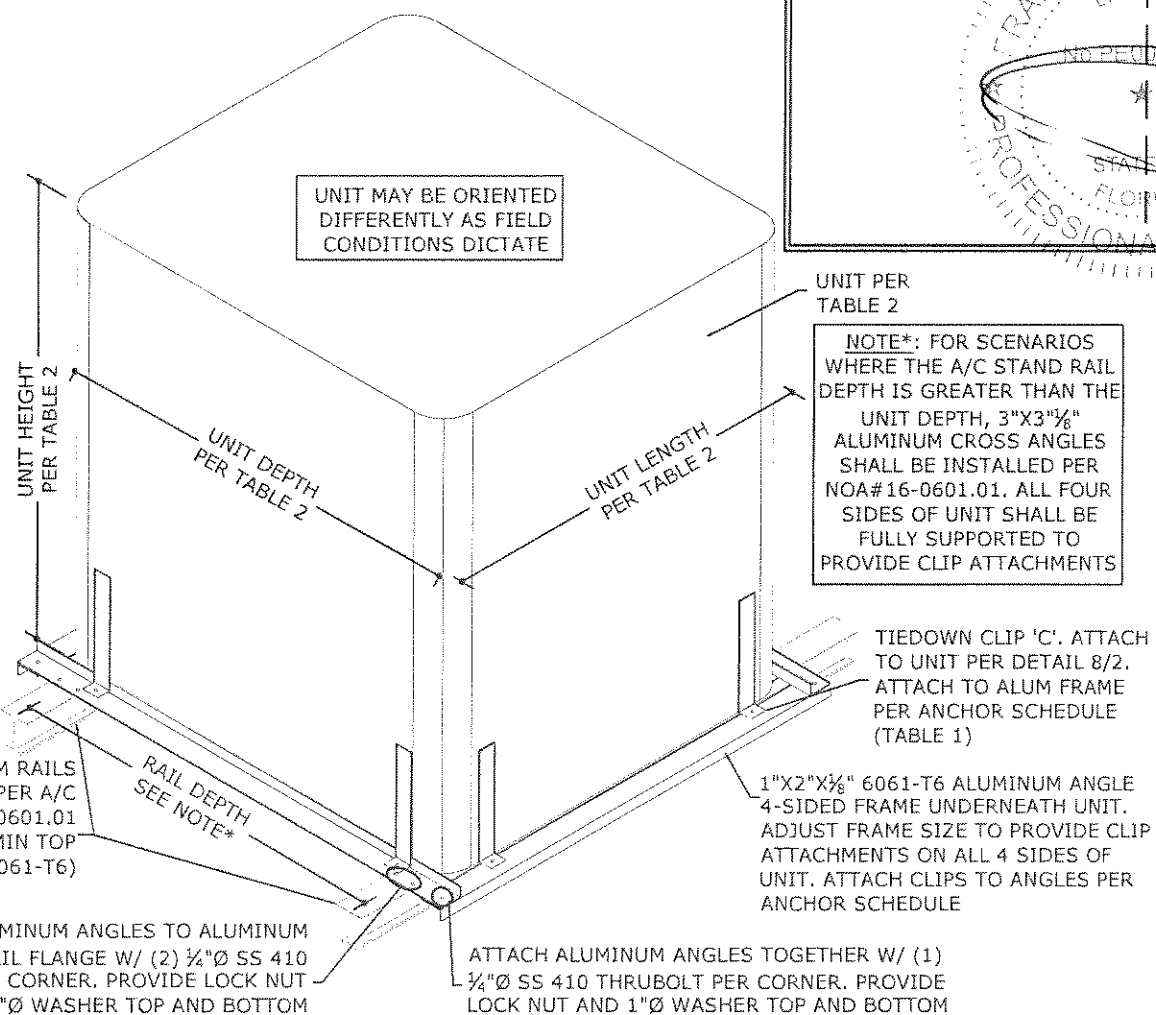 UNIT MAY BE ORIENTED
DIFFERENTLY AS FIELD
CONDITIONS DICTATE
No PE00
STATE
PROFESSIONA
UNIT PER
TABLE 2
NOTE*: FOR SCENARIOS
WHERE THE A/C STAND RAIL
DEPTH IS GREATER THAN THE
UNIT DEPTH, 3"X3"⅛"
ALUMINUM CROSS ANGLES
SHALL BE INSTALLED PER
NOA#16-0601.01. ALL FOUR
SIDES OF UNIT SHALL BE
FULLY SUPPORTED TO
PROVIDE CLIP ATTACHMENTS
UNIT HEIGHT
PER TABLE 2
UNIT DEPTH
PER TABLE 2
UNIT LENGTH
PER TABLE 2
TIEDOWN CLIP 'C'. ATTACH
TO UNIT PER DETAIL 8/2.
ATTACH TO ALUM FRAME
PER ANCHOR SCHEDULE
(TABLE 1)
RAIL DEPTH
SEE NOTE*
M RAILS
PER A/C
0601.01
MIN TOP
061-T6)
1"X2"X⅛" 6061-T6 ALUMINUM ANGLE
4-SIDED FRAME UNDERNEATH UNIT.
ADJUST FRAME SIZE TO PROVIDE CLIP
ATTACHMENTS ON ALL 4 SIDES OF
UNIT. ATTACH CLIPS TO ANGLES PER
ANCHOR SCHEDULE
MINUM ANGLES TO ALUMINUM
IL FLANGE W/ (2) ¼"Ø SS 410
CORNER. PROVIDE LOCK NUT
"Ø WASHER TOP AND BOTTOM
ATTACH ALUMINUM ANGLES TOGETHER W/ (1)
¼"Ø SS 410 THRUBOLT PER CORNER. PROVIDE
LOCK NUT AND 1"Ø WASHER TOP AND BOTTOM